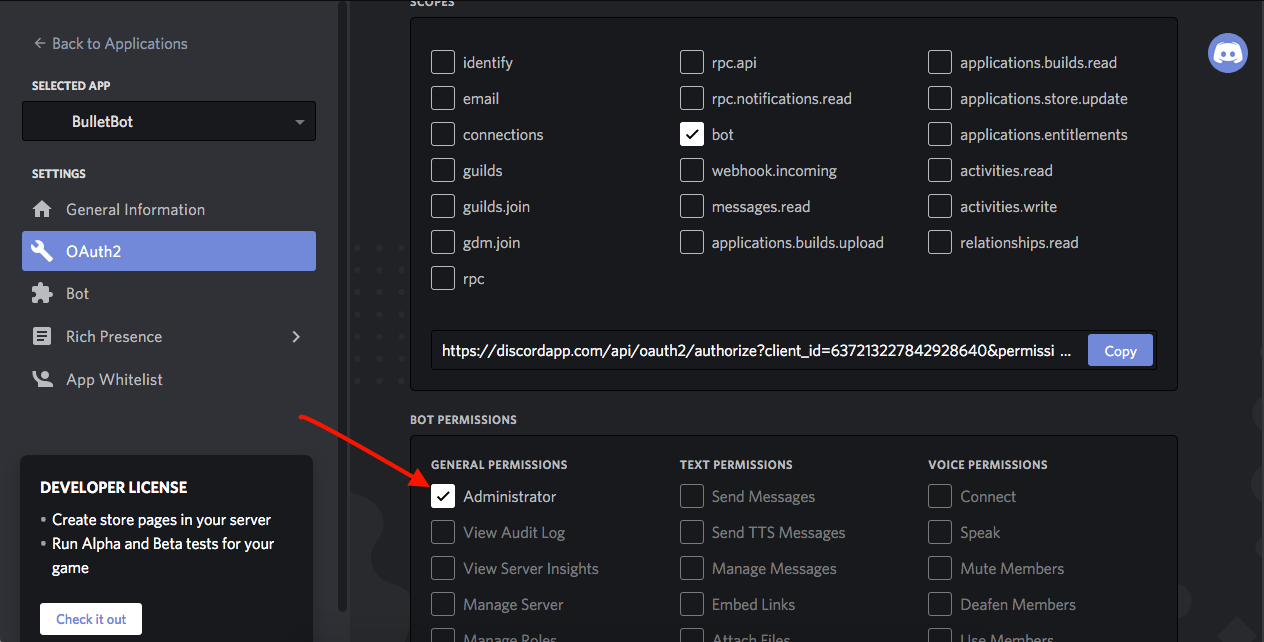 SCOPES
← Back to Applications
SELECTED APP
BulletBot
SETTINGS
General Information
OAuth2
Bot
Rich Presence
App Whitelist
DEVELOPER LICENSE
• Create store pages in your server
• Run Alpha and Beta tests for your
game
Check it out
identify
email
connections
guilds
guilds.join
gdm.join
rpc
rpc.api
rpc.notifications.read
bot
webhook.incoming
messages.read
applications.builds.upload
applications.builds.read
applications.store.update
applications.entitlements
activities.read
activities.write
relationships.read
https://discordapp.com/api/oauth2/authorize?client_id=637213227842928640&permissi ...
Copy
BOT PERMISSIONS
GENERAL PERMISSIONS
Administrator
View Audit Log
View Server Insights
Manage Server
Manage Roles
TEXT PERMISSIONS
Send Messages
Send TTS Messages
Manage Messages
Embed Links
Attach Files
VOICE PERMISSIONS
Connect
Speak
Mute Members
Deafen Members
Use Members